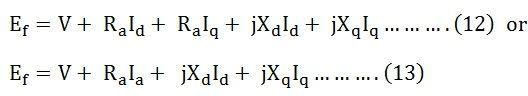 E_f = V + R_aI_d + R_aI_q + jX_dI_d + jX_qI_q … … … . (12) or
E_f = V + R_aI_a + jX_dI_d + jX_qI_q … … … . (13)